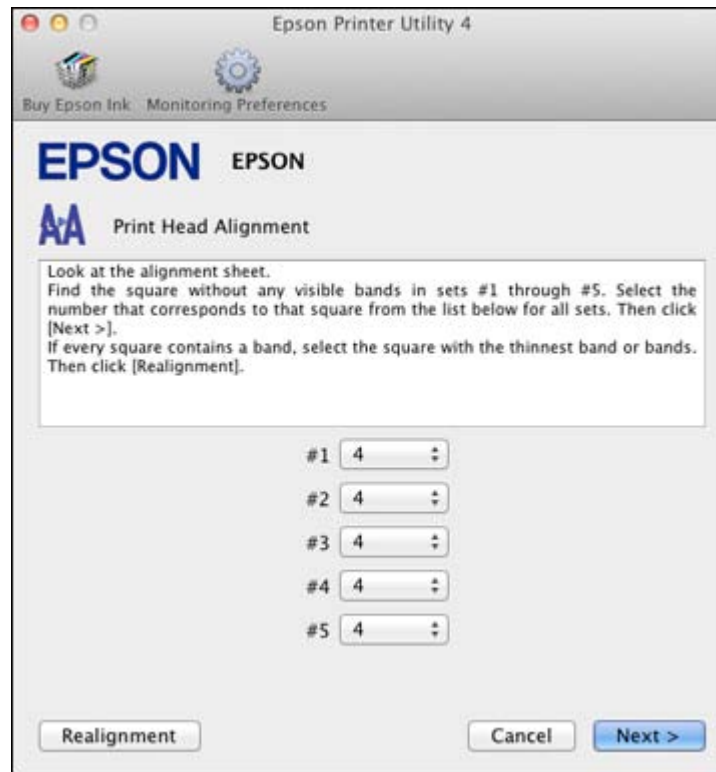 Epson Printer Utility 4
Buy Epson Ink Monitoring Preferences
EPSON EPSON
Print Head Alignment
Look at the alignment sheet.
Find the square without any visible bands in sets #1 through #5. Select the
number that corresponds to that square from the list below for all sets. Then click
[Next >].
If every square contains a band, select the square with the thinnest band or bands.
Then click [Realignment].
#1 4
#2 4
#3 4
#4 4
#5 4
Realignment Cancel Next >